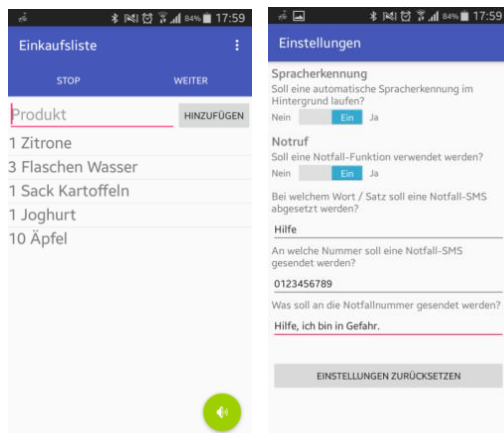 84% 17:59
Einkaufsliste
STOP WEITER
Produkt HINZUFÜGEN
1 Zitrone
3 Flaschen Wasser
1 Sack Kartoffeln
1 Joghurt
10 Äpfel
84% 17:59
Einstellungen
Spracherkennung
Soll eine automatische Spracherkennung im
Hintergrund laufen?
Nein Ein Ja
Notruf
Soll eine Notfall-Funktion verwendet werden?
Nein Ein Ja
Bei welchem Wort / Satz soll eine Notfall-SMS
abgesetzt werden?
Hilfe
An welche Nummer soll eine Notfall-SMS
gesendet werden?
0123456789
Was soll an die Notfallnummer gesendet werden?
Hilfe, ich bin in Gefahr.
EINSTELLUNGEN ZURÜCKSETZEN